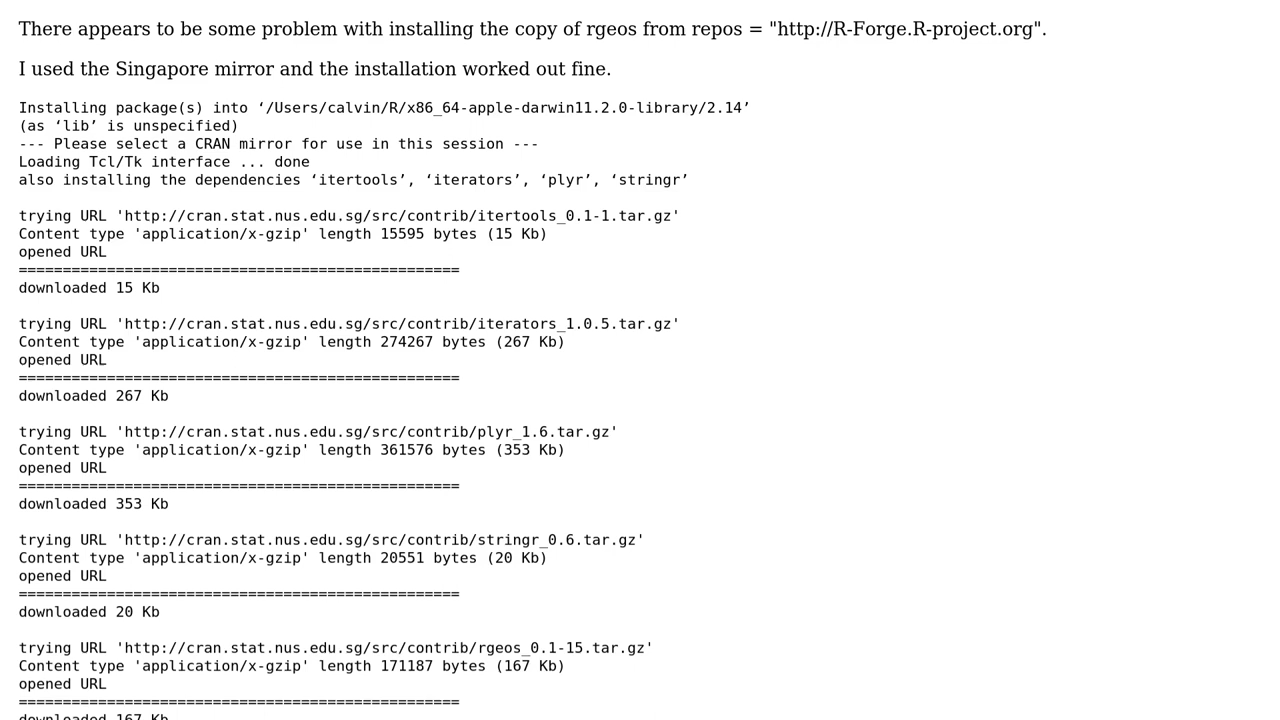 There appears to be some problem with installing the copy of rgeos from repos = "http://R-Forge.R-project.org".
I used the Singapore mirror and the installation worked out fine.
Installing package(s) into ‘/Users/calvin/R/x86_64-apple-darwin11.2.0-library/2.14’
(as ‘lib’ is unspecified)
--- Please select a CRAN mirror for use in this session ---
Loading Tcl/Tk interface ... done
also installing the dependencies ‘itertools’, ‘iterators’, ‘plyr’, ‘stringr’
trying URL 'http://cran.stat.nus.edu.sg/src/contrib/itertools_0.1-1.tar.gz'
Content type 'application/x-gzip' length 15595 bytes (15 Kb)
opened URL
==================================================
downloaded 15 Kb
trying URL 'http://cran.stat.nus.edu.sg/src/contrib/iterators_1.0.5.tar.gz'
Content type 'application/x-gzip' length 274267 bytes (267 Kb)
opened URL
==================================================
downloaded 267 Kb
trying URL 'http://cran.stat.nus.edu.sg/src/contrib/plyr_1.6.tar.gz'
Content type 'application/x-gzip' length 361576 bytes (353 Kb)
opened URL
==================================================
downloaded 353 Kb
trying URL 'http://cran.stat.nus.edu.sg/src/contrib/stringr_0.6.tar.gz'
Content type 'application/x-gzip' length 20551 bytes (20 Kb)
opened URL
==================================================
downloaded 20 Kb
trying URL 'http://cran.stat.nus.edu.sg/src/contrib/rgeos_0.1-15.tar.gz'
Content type 'application/x-gzip' length 171187 bytes (167 Kb)
opened URL
==================================================
downloaded 167 Kb